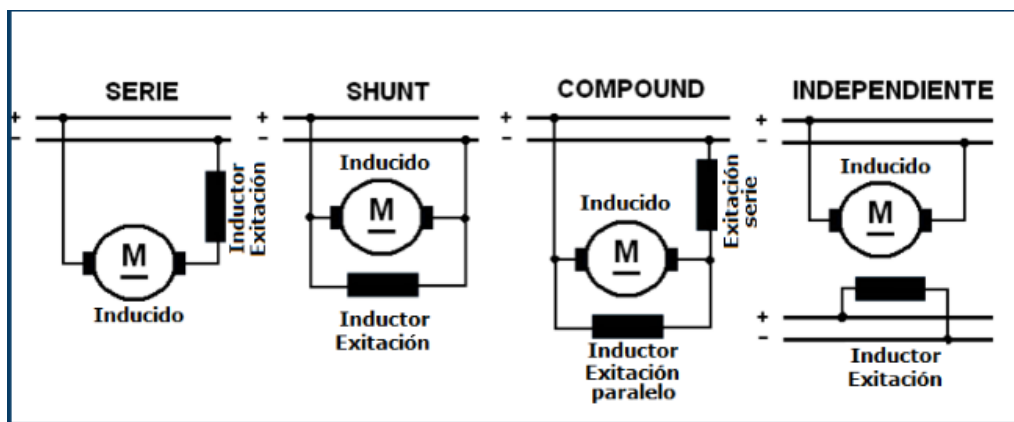 SERIE
+
−
Inductor
Exitación
M
Inducido
SHUNT
+
−
Inducido
M
Inductor
Exitación
COMPOUND
+
−
Exitación
serie
Inducido
M
Inductor
Exitación
paralelo
INDEPENDIENTE
+
−
Inducido
M
+
−
Inductor
Exitación